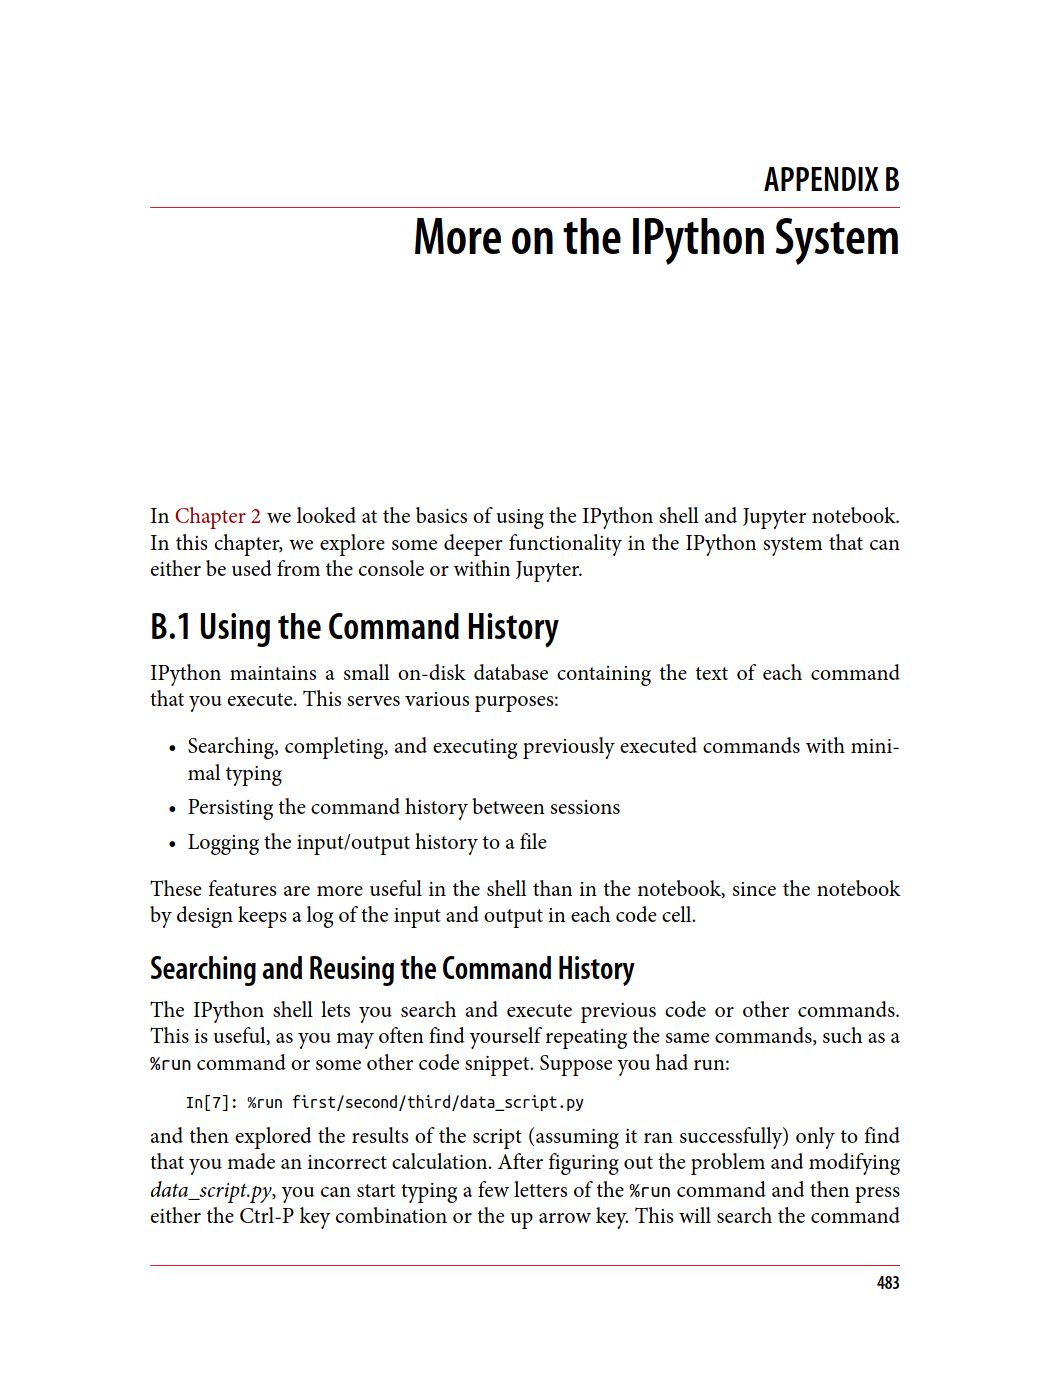 APPENDIX B
More on the IPython System
In Chapter 2 we looked at the basics of using the IPython shell and Jupyter notebook.
In this chapter, we explore some deeper functionality in the IPython system that can
either be used from the console or within Jupyter.
B.1 Using the Command History
IPython maintains a small on-disk database containing the text of each command
that you execute. This serves various purposes:
• Searching, completing, and executing previously executed commands with mini-
mal typing
• Persisting the command history between sessions
• Logging the input/output history to a file
These features are more useful in the shell than in the notebook, since the notebook
by design keeps a log of the input and output in each code cell.
Searching and Reusing the Command History
The IPython shell lets you search and execute previous code or other commands.
This is useful, as you may often find yourself repeating the same commands, such as a
%run command or some other code snippet. Suppose you had run:
In[7]: %run first/second/third/data_script.py
and then explored the results of the script (assuming it ran successfully) only to find
that you made an incorrect calculation. After figuring out the problem and modifying
data_script.py, you can start typing a few letters of the %run command and then press
either the Ctrl-P key combination or the up arrow key. This will search the command
483